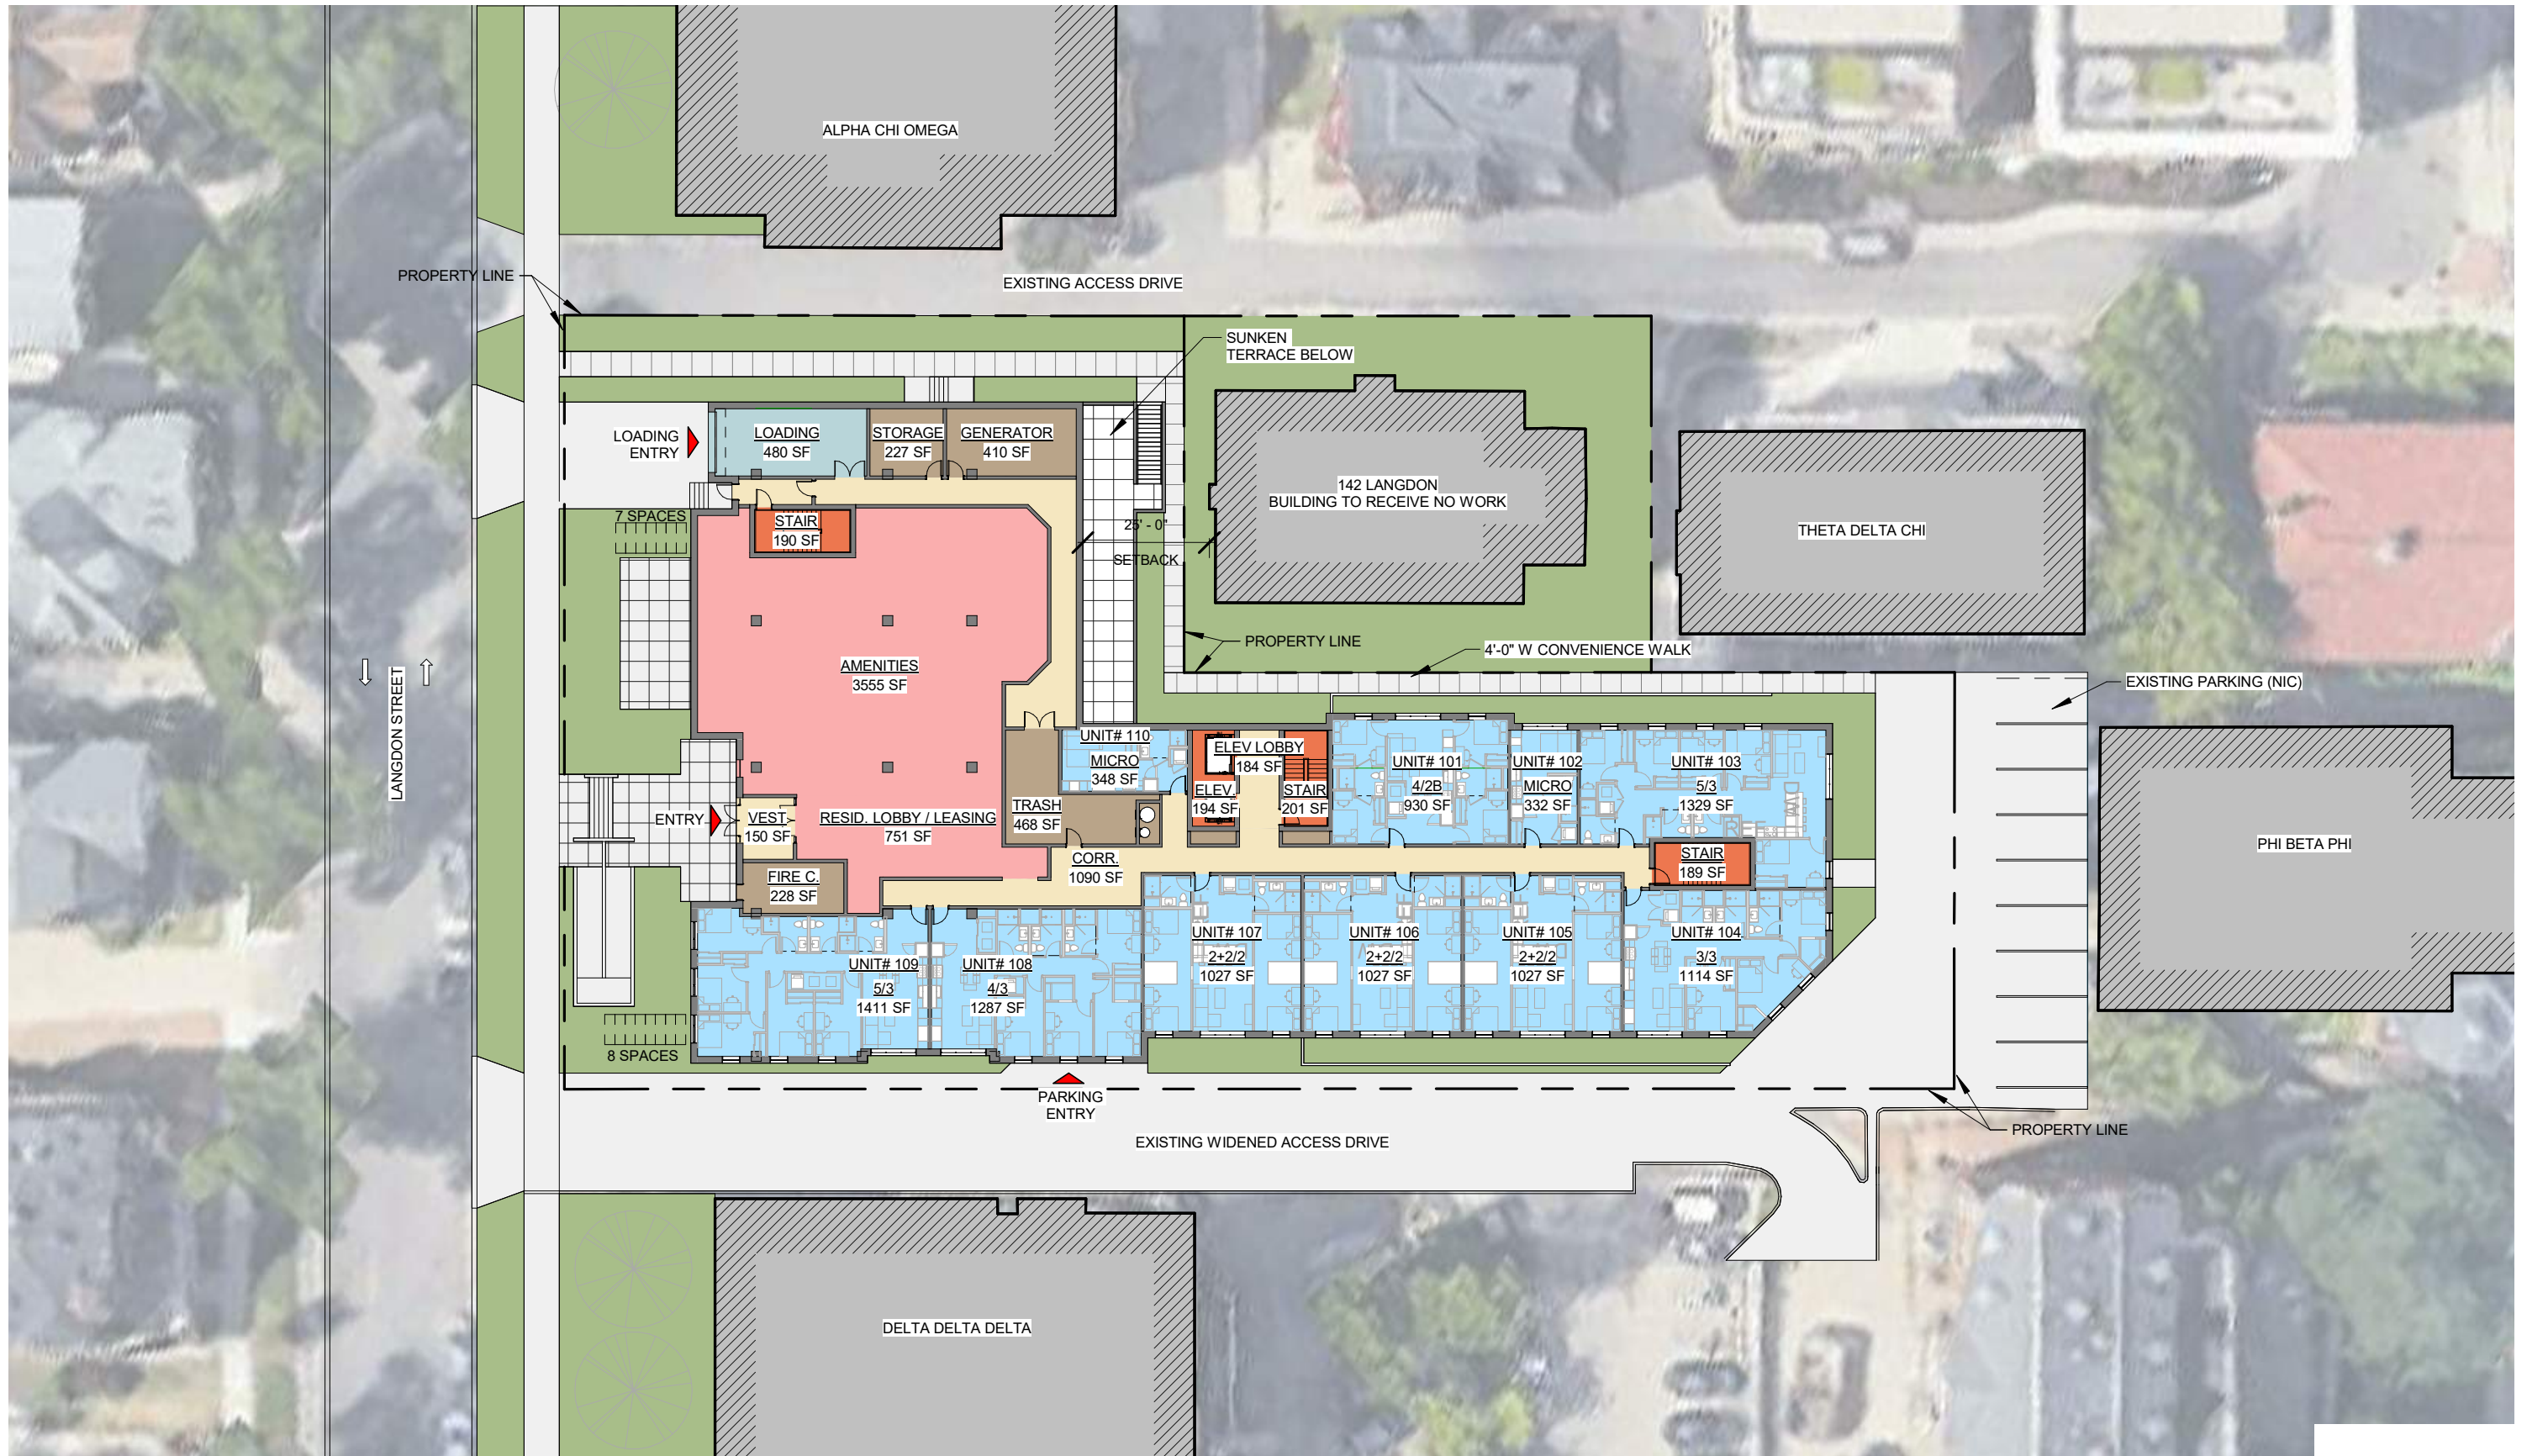 ALPHA CHI OMEGA
PROPERTY LINE
EXISTING ACCESS DRIVE
SUNKEN
TERRACE BELOW
LOADING
ENTRY
LOADING
480 SF
STORAGE
227 SF
GENERATOR
410 SF
142 LANGDON
BUILDING TO RECEIVE NO WORK
7 SPACES
STAIR
190 SF
25' - 0"
SETBACK
THETA DELTA CHI
PROPERTY LINE
4'-0" W CONVENIENCE WALK
AMENITIES
3555 SF
EXISTING PARKING (NIC)
LANGDON STREET
UNIT# 110
MICRO
348 SF
ELEV LOBBY
184 SF
ELEV.
194 SF
STAIR
201 SF
UNIT# 101
4/2B
930 SF
UNIT# 102
MICRO
332 SF
UNIT# 103
5/3
1329 SF
TRASH
468 SF
ENTRY
VEST.
150 SF
RESID. LOBBY / LEASING
751 SF
PHI BETA PHI
CORR.
1090 SF
STAIR
189 SF
FIRE C.
228 SF
UNIT# 109
5/3
1411 SF
UNIT# 108
4/3
1287 SF
UNIT# 107
2+2/2
1027 SF
UNIT# 106
2+2/2
1027 SF
UNIT# 105
2+2/2
1027 SF
UNIT# 104
3/3
1114 SF
8 SPACES
PARKING
ENTRY
EXISTING WIDENED ACCESS DRIVE
PROPERTY LINE
DELTA DELTA DELTA